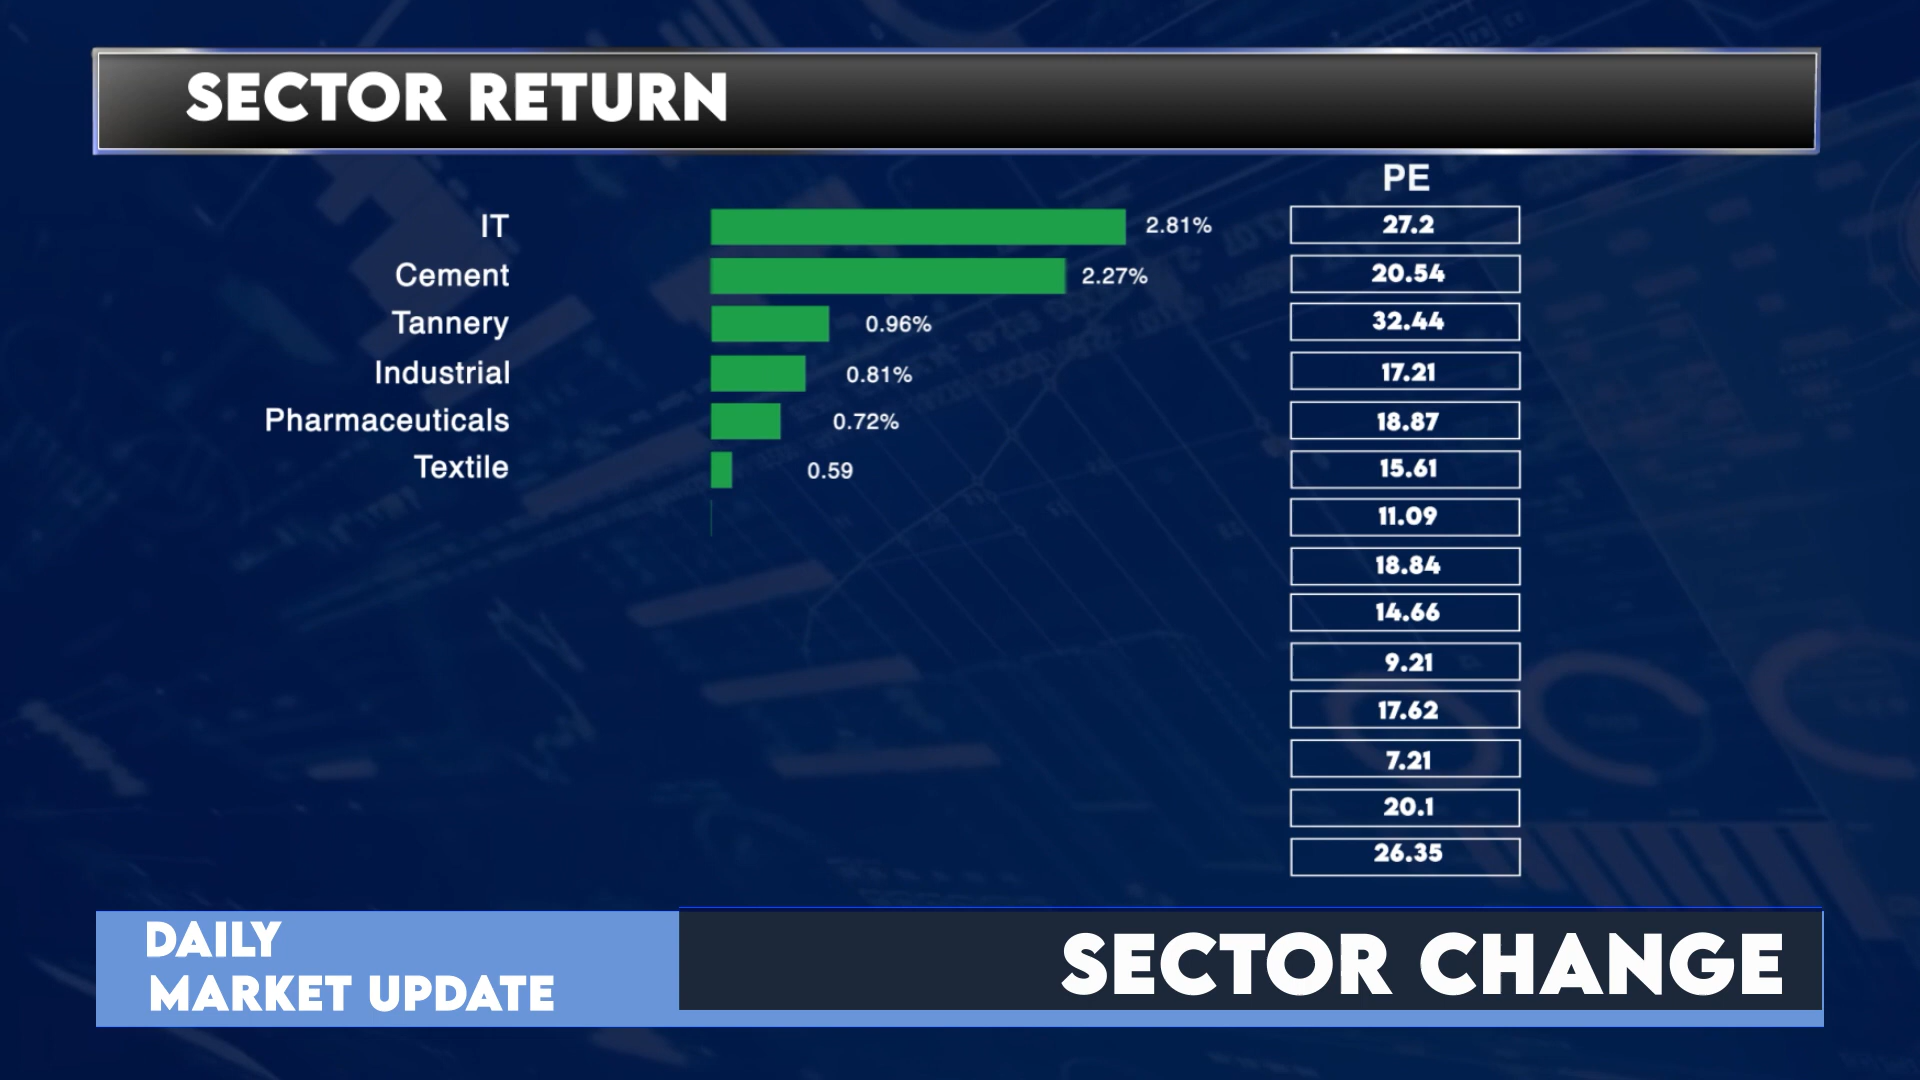 SECTOR RETURN
PE
IT 2.81% 27.2
Cement 2.27% 20.54
Tannery 0.96% 32.44
Industrial 0.81% 17.21
Pharmaceuticals 0.72% 18.87
Textile 0.59 15.61
11.09
18.84
14.66
9.21
17.62
7.21
20.1
26.35
DAILY
MARKET UPDATE
SECTOR CHANGE